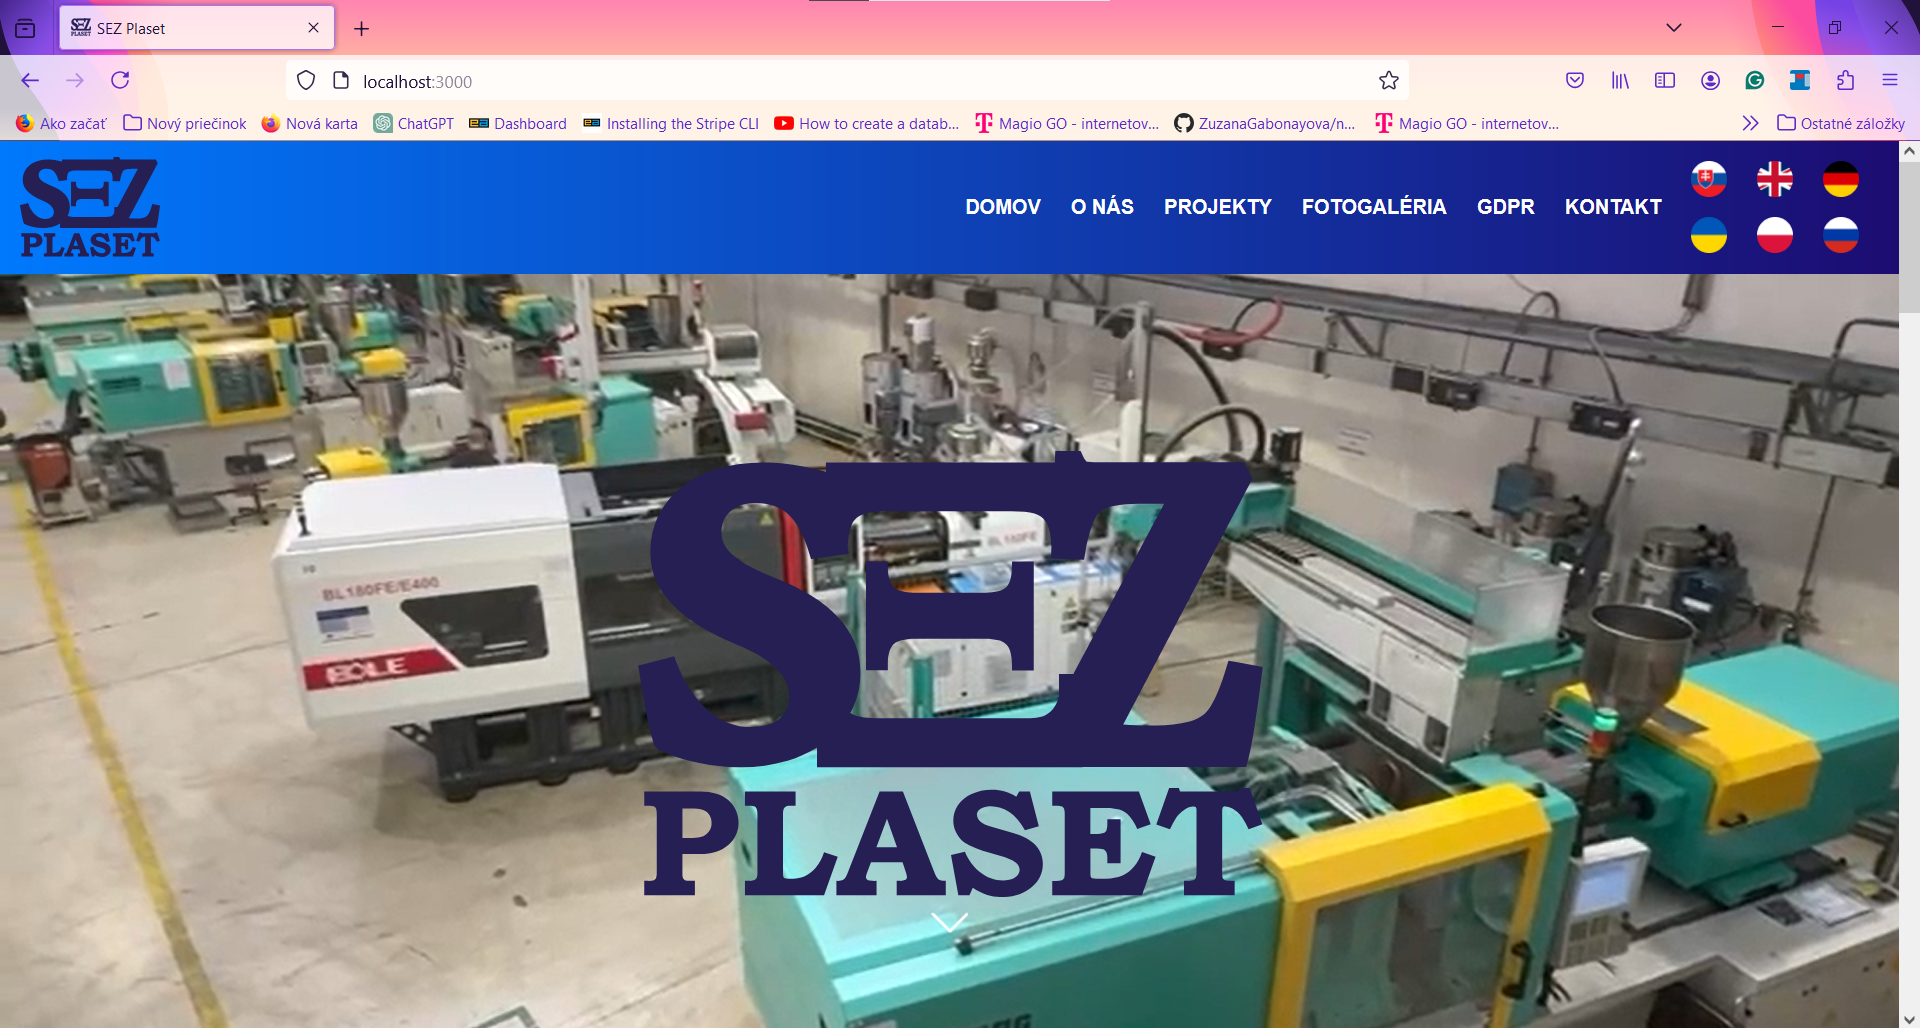 SEZ Plaset
localhost:3000
Ako začať
Nový priečinok
Nová karta
ChatGPT
Dashboard
Installing the Stripe CLI
How to create a datab...
Magio GO - internetov...
ZuzanaGabonayova/n...
Magio GO - internetov...
Ostatné záložky
SEZ
PLASET
DOMOV
O NÁS
PROJEKTY
FOTOGALÉRIA
GDPR
KONTAKT
BL180FE
BL180FE/E400
BOLE
SEZ
PLASET